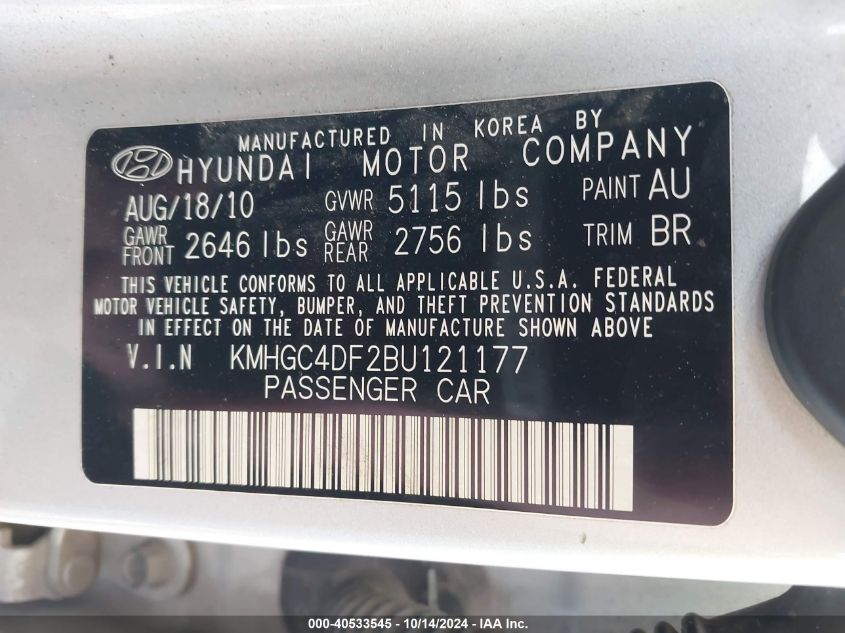 MANUFACTURED IN KOREA BY
HYUNDAI MOTOR COMPANY
AUG/18/10 GVWR 5115 lbs PAINT AU
GAWR FRONT 2646 lbs GAWR REAR 2756 lbs TRIM BR
THIS VEHICLE CONFORMS TO ALL APPLICABLE U.S.A. FEDERAL
MOTOR VEHICLE SAFETY, BUMPER, AND THEFT PREVENTION STANDARDS
IN EFFECT ON THE DATE OF MANUFACTURE SHOWN ABOVE
V.I.N KMHGC4DF2BU121177
PASSENGER CAR
000-40533545 - 10/14/2024 - IAA Inc.